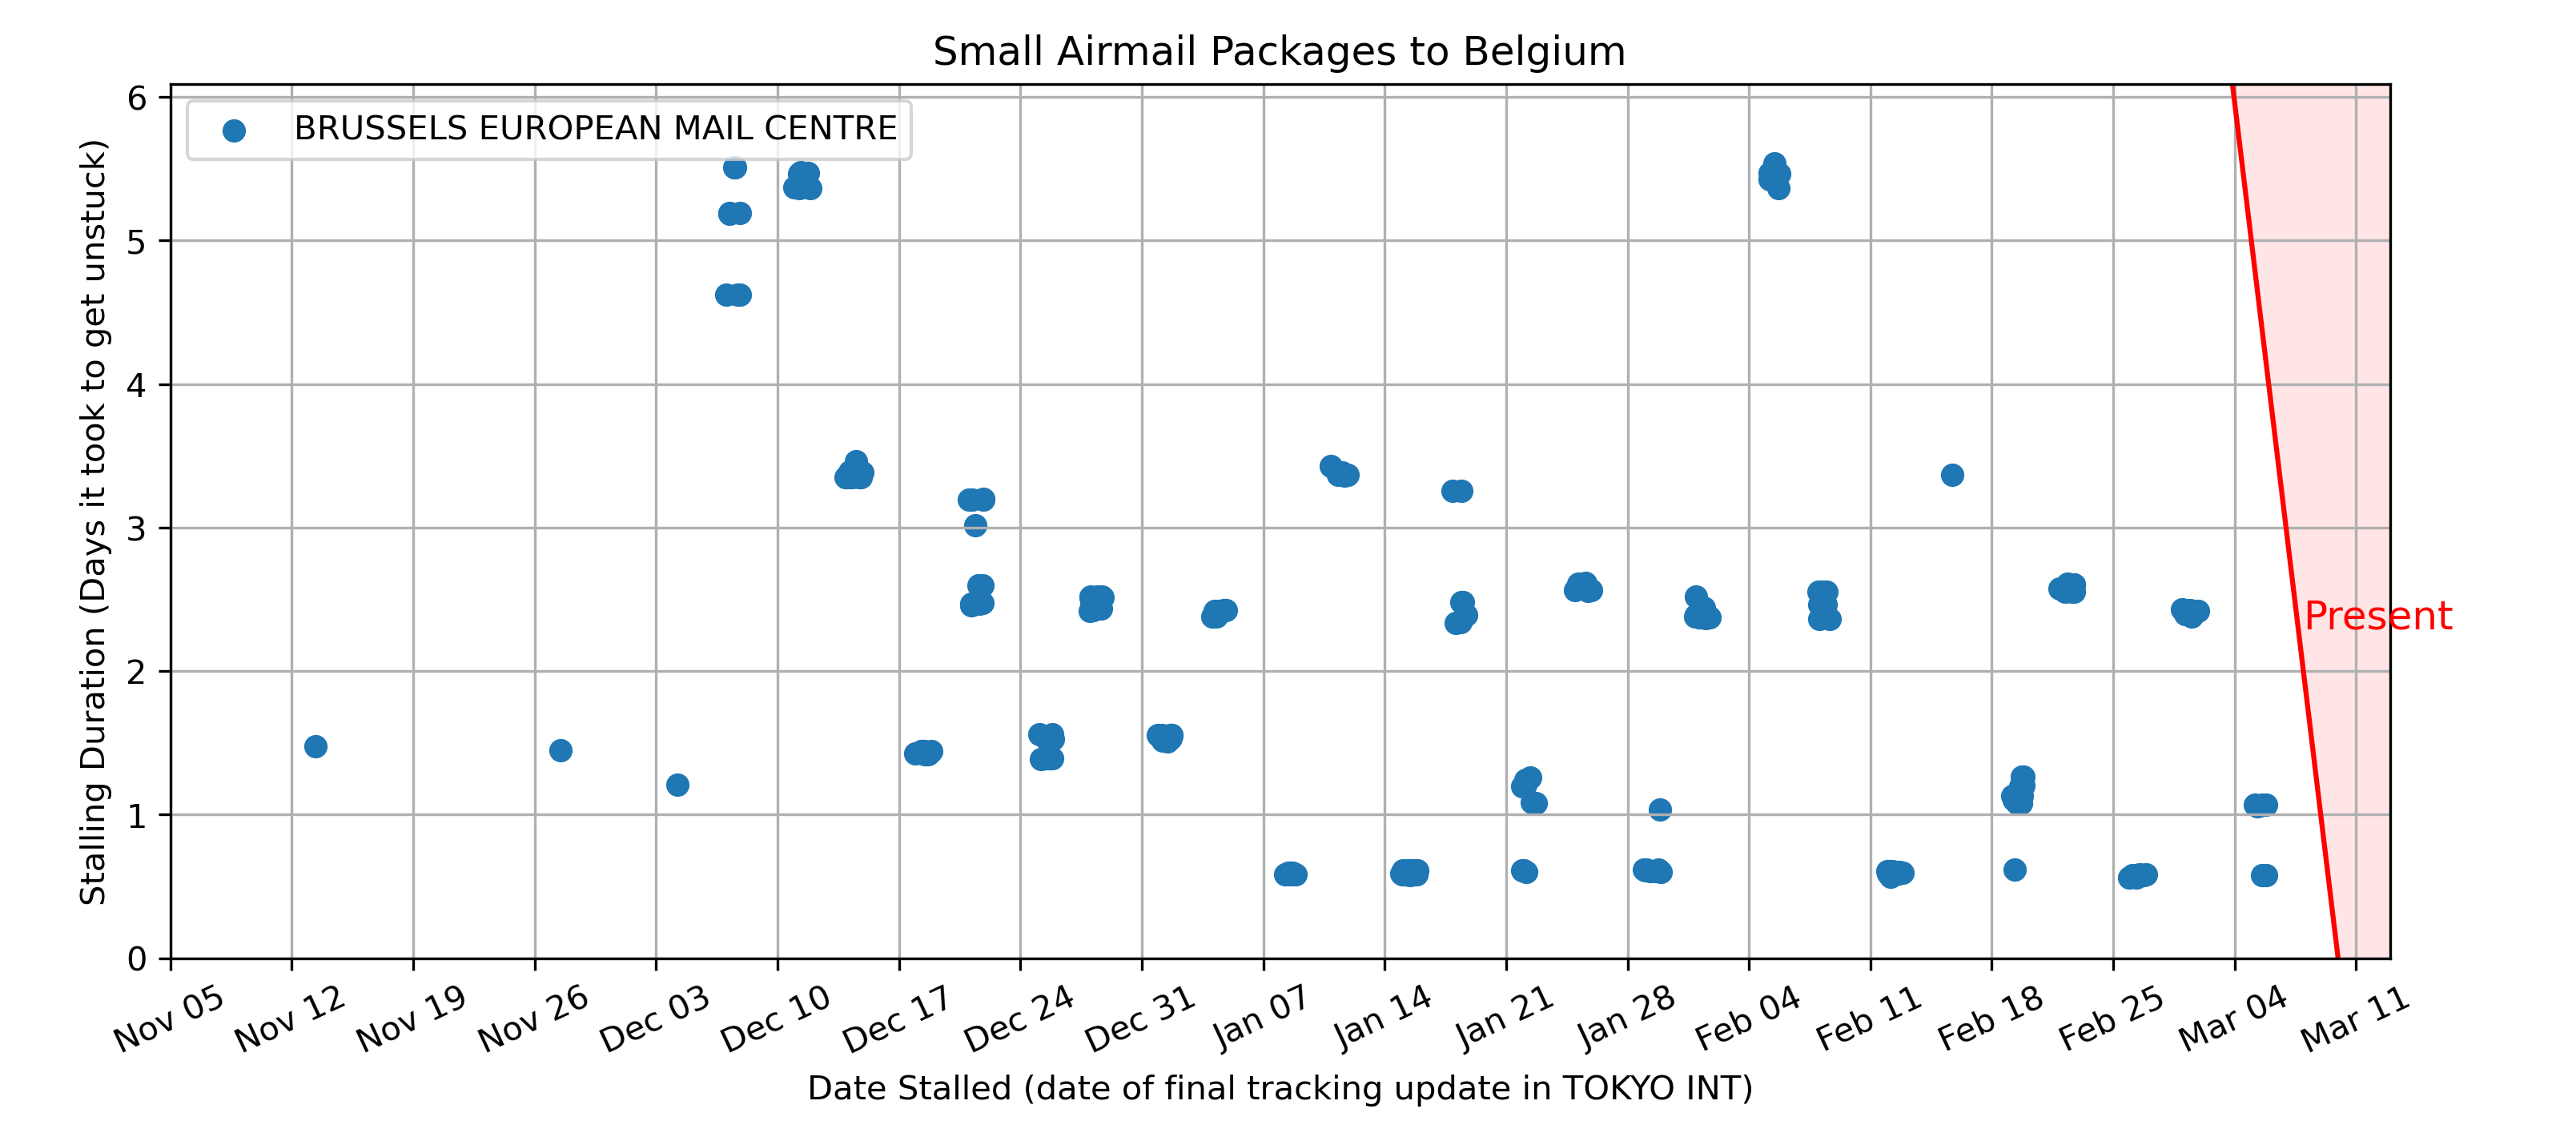 Small Airmail Packages to Belgium
BRUSSELS EUROPEAN MAIL CENTRE
Stalling Duration (Days it took to get unstuck)
6
5
4
3
2
1
0
Present
Nov 05
Nov 12
Nov 19
Nov 26
Dec 03
Dec 10
Dec 17
Dec 24
Dec 31
Jan 07
Jan 14
Jan 21
Jan 28
Feb 04
Feb 11
Feb 18
Feb 25
Mar 04
Mar 11
Date Stalled (date of final tracking update in TOKYO INT)